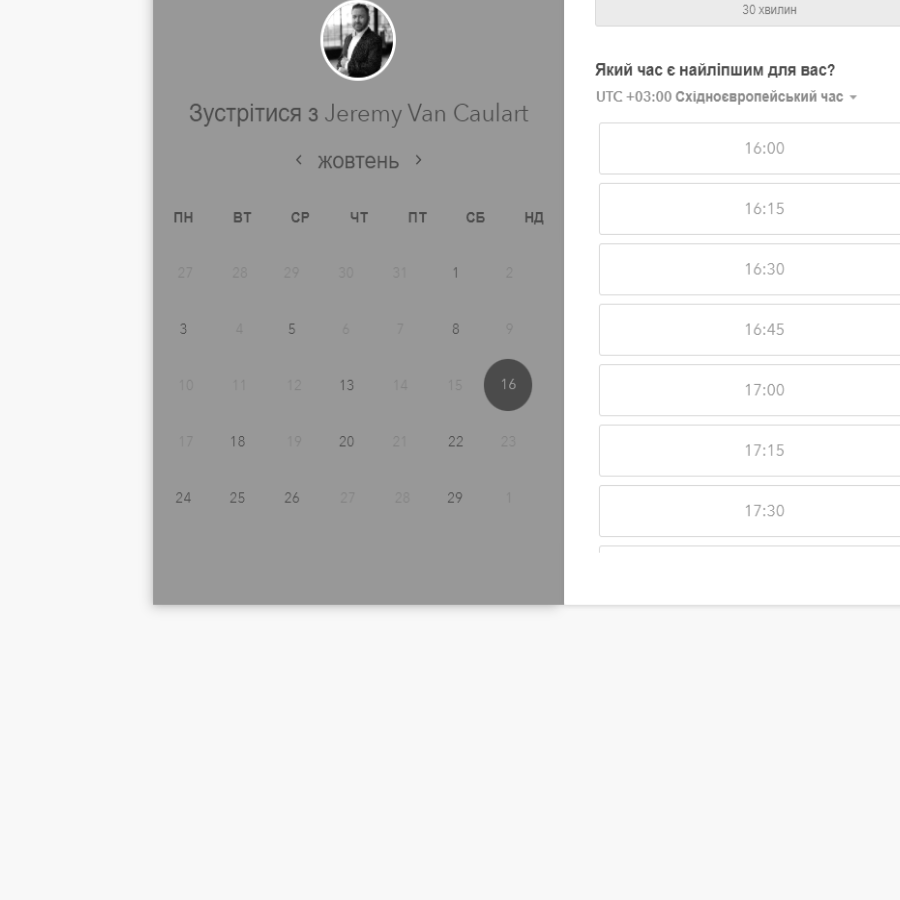 Зустрітися з Jeremy Van Caulart
‹ жовтень ›
ПН ВТ СР ЧТ ПТ СБ НД
27 28 29 30 31 1 2
3 4 5 6 7 8 9
10 11 12 13 14 15 16
17 18 19 20 21 22 23
24 25 26 27 28 29 1
30 хвилин
Який час є найліпшим для вас?
UTC +03:00 Східноєвропейський час
16:00
16:15
16:30
16:45
17:00
17:15
17:30